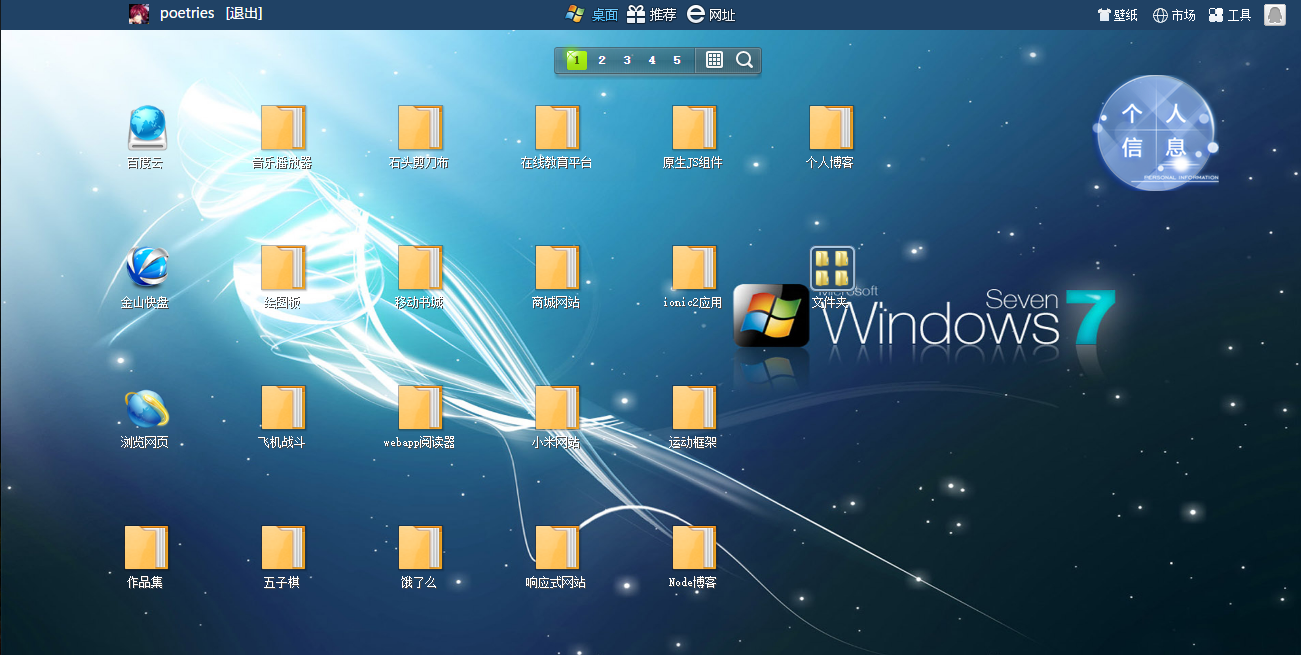 poetries [退出] 桌面 推荐 网址 壁纸 市场 工具
1 2 3 4 5
个人
信息
PERSONAL INFORMATION
百度云 音乐播放器 石头剪刀布 在线教育平台 原生JS组件 个人博客
金山快盘 绘图板 移动书城 商城网站 ionic2应用 文件夹
Microsoft
Windows Seven 7
浏览网页 飞机战斗 webapp阅读器 小米网站 运动框架
作品集 五子棋 饿了么 响应式网站 Node博客